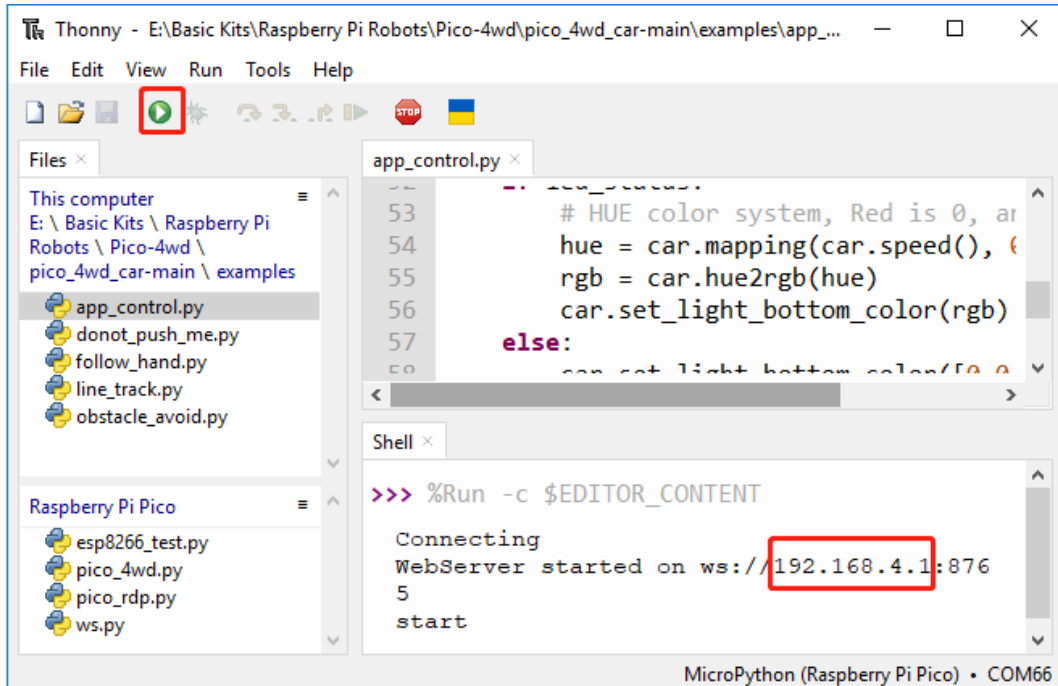 Thonny - E:\Basic Kits\Raspberry Pi Robots\Pico-4wd\pico_4wd_car-main\examples\app_...
File Edit View Run Tools Help
STOP
Files
This computer
E: \ Basic Kits \ Raspberry Pi
Robots \ Pico-4wd \
pico_4wd_car-main \ examples
app_control.py
donot_push_me.py
follow_hand.py
line_track.py
obstacle_avoid.py
Raspberry Pi Pico
esp8266_test.py
pico_4wd.py
pico_rdp.py
ws.py
app_control.py
53 # HUE color system, Red is 0, an
54 hue = car.mapping(car.speed(),
55 rgb = car.hue2rgb(hue)
56 car.set_light_bottom_color(rgb)
57 else:
Shell
>>> %Run -c $EDITOR_CONTENT
Connecting
WebServer started on ws://192.168.4.1:876
5
start
MicroPython (Raspberry Pi Pico) • COM66